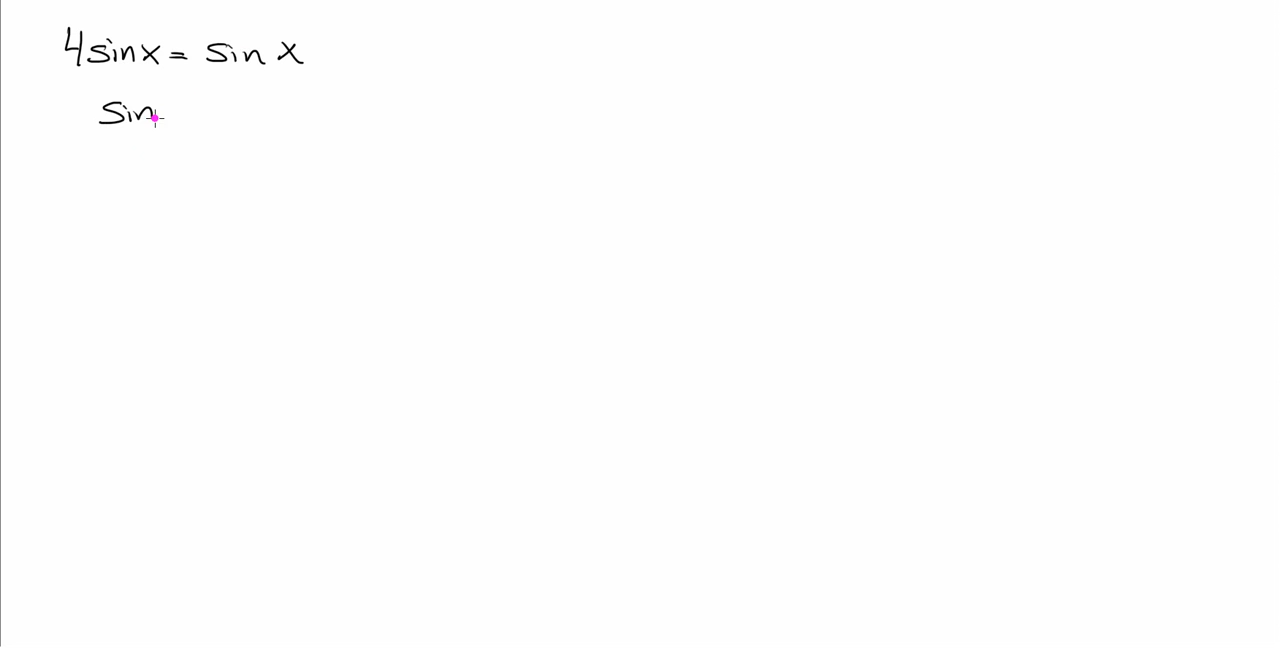 4sinx = sin x
sin